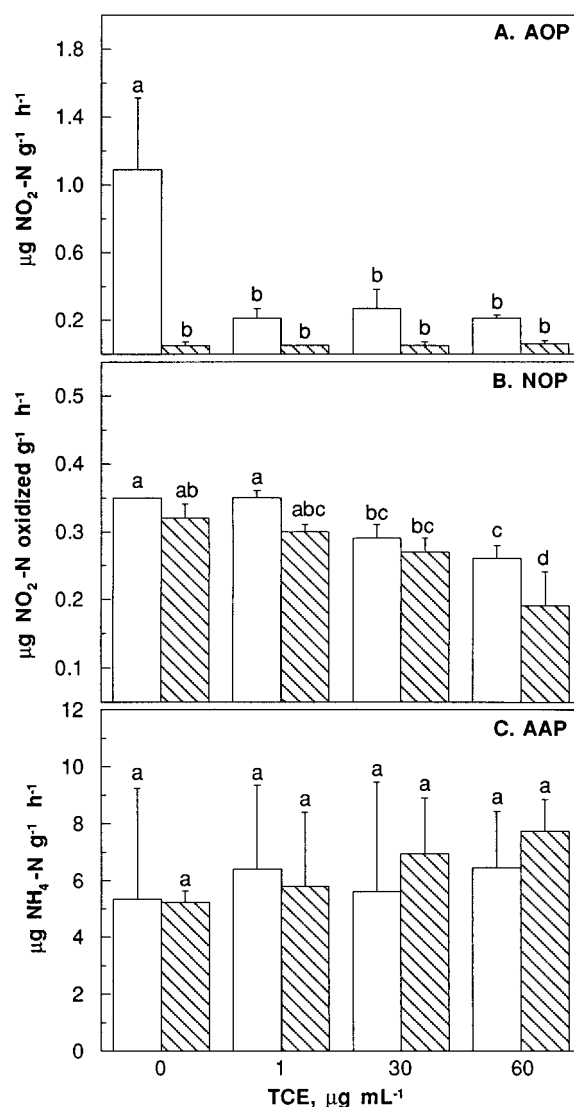 A. AOP
µg NO₂-N g⁻¹ h⁻¹
1.8
1.4
1.0
0.6
0.2
a
b
b
b
b
b
b
b
B. NOP
µg NO₂-N oxidized g⁻¹ h⁻¹
0.5
0.4
0.3
0.2
0.1
a
ab
a
abc
bc
bc
c
d
C. AAP
µg NH₄-N g⁻¹ h⁻¹
12
10
8
6
4
2
0
a
a
a
a
a
a
a
a
0 1 30 60
TCE, µg mL⁻¹